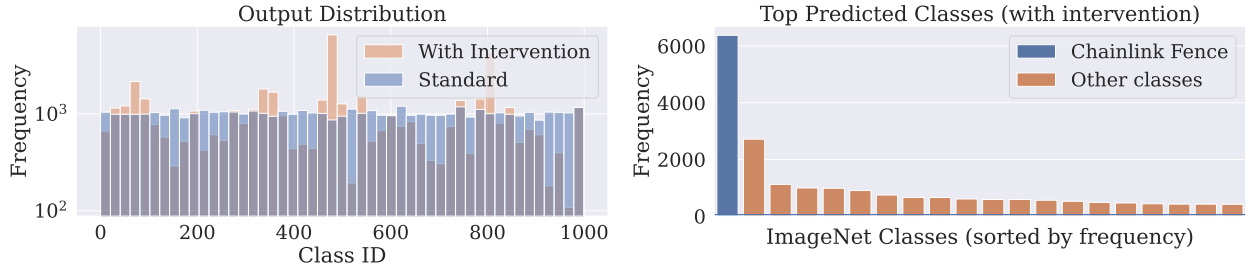 Output Distribution
Frequency
10³
10²
With Intervention
Standard
0 200 400 600 800 1000
Class ID
Top Predicted Classes (with intervention)
Frequency
6000
4000
2000
0
Chainlink Fence
Other classes
ImageNet Classes (sorted by frequency)